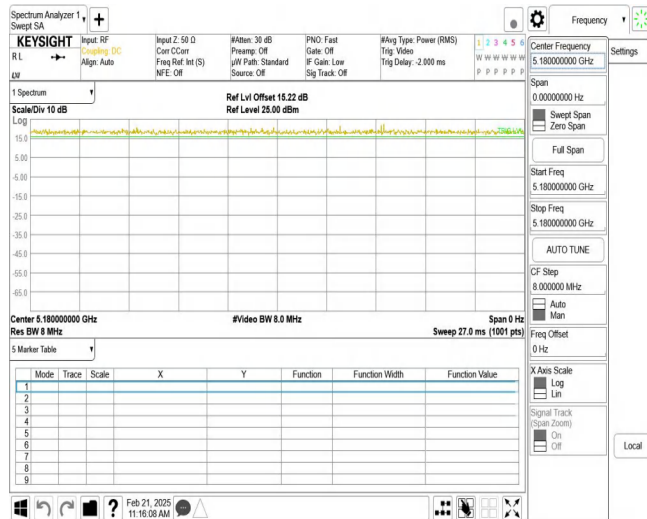 Spectrum Analyzer 1
Swept SA
+
Frequency
KEYSIGHT
R L
LXI
Input: RF
Coupling: DC
Align: Auto
Input Z: 50 Ω
Corr CCorr
Freq Ref: Int (S)
NFE: Off
#Atten: 30 dB
Preamp: Off
µW Path: Standard
Source: Off
PNO: Fast
Gate: Off
IF Gain: Low
Sig Track: Off
#Avg Type: Power (RMS)
Trig: Video
Trig Delay: -2.000 ms
1 2 3 4 5 6
W W W W W W
P P P P P P
1 Spectrum
Scale/Div 10 dB
Ref Lvl Offset 15.22 dB
Ref Level 25.00 dBm
Log
15.0
5.00
-5.00
-15.0
-25.0
-35.0
-45.0
-55.0
-65.0
Center 5.180000000 GHz
#Video BW 8.0 MHz
Span 0 Hz
Res BW 8 MHz
Sweep 27.0 ms (1001 pts)
5 Marker Table
Mode Trace Scale X Y Function Function Width Function Value
1
2
3
4
5
6
7
8
9
?
Feb 21, 2025
11:16:08 AM
Center Frequency
5.180000000 GHz
Settings
Span
0.00000000 Hz
Swept Span
Zero Span
Full Span
Start Freq
5.180000000 GHz
Stop Freq
5.180000000 GHz
AUTO TUNE
CF Step
8.000000 MHz
Auto
Man
Freq Offset
0 Hz
X Axis Scale
Log
Lin
Signal Track
(Span Zoom)
On
Off
Local